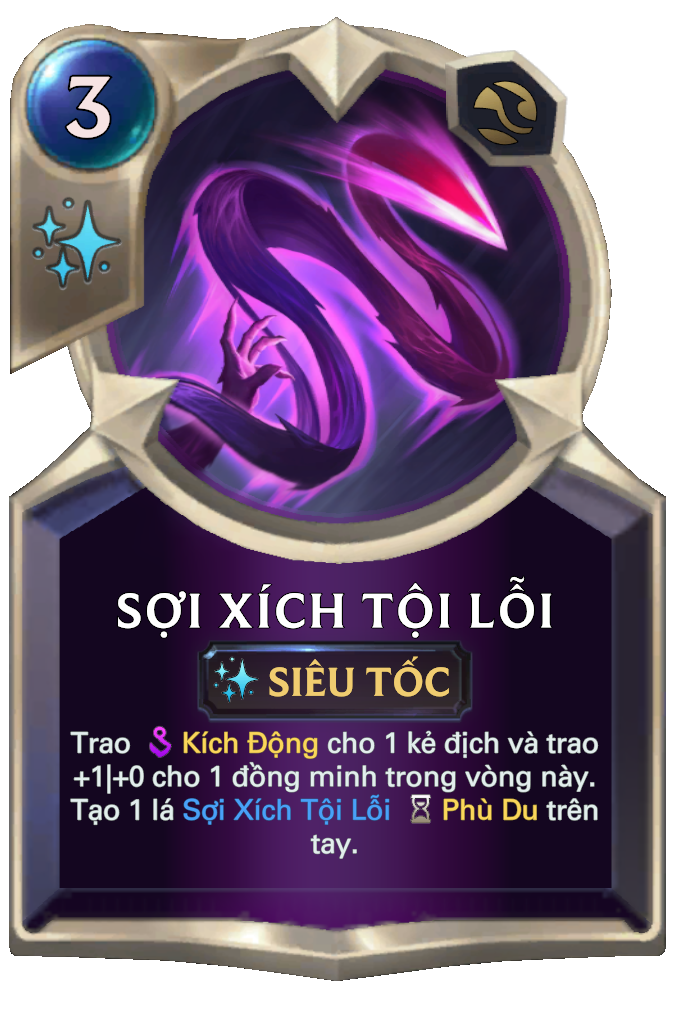 3
SỢI XÍCH TỘI LỖI
SIÊU TỐC
Trao Kích Động cho 1 kẻ địch và trao
+1|+0 cho 1 đồng minh trong vòng này.
Tạo 1 lá Sợi Xích Tội Lỗi Phù Du trên
tay.